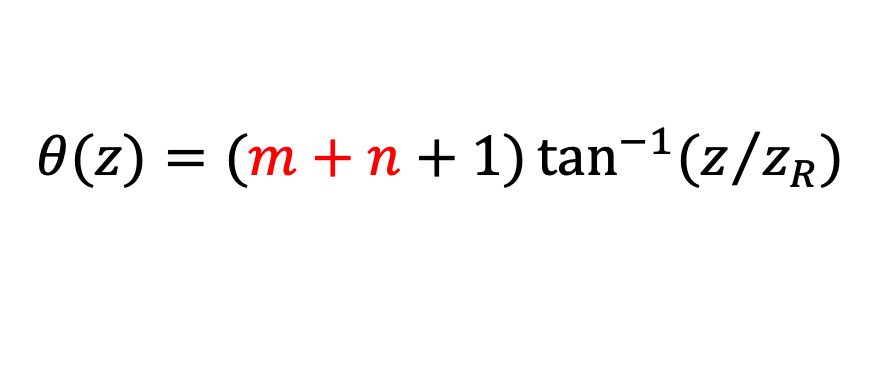 θ(z) = (m + n + 1) tan⁻¹(z/z_R)